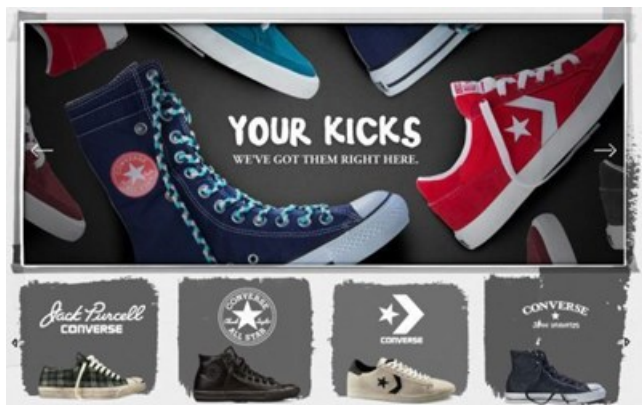 YOUR KICKS
WE'VE GOT THEM RIGHT HERE.
Jack Purcell
CONVERSE
CONVERSE
ALL STAR
CONVERSE
CONVERSE